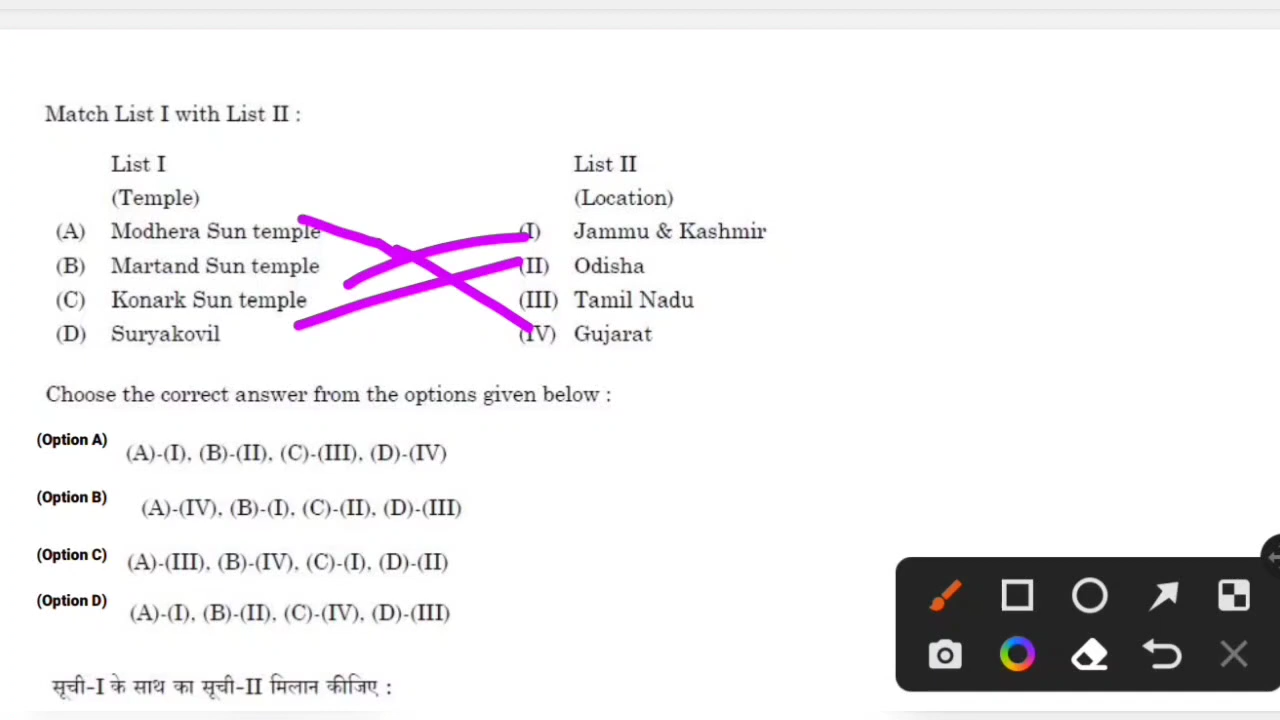 Match List I with List II :
List I List II
(Temple) (Location)
(A) Modhera Sun temple (I) Jammu & Kashmir
(B) Martand Sun temple (II) Odisha
(C) Konark Sun temple (III) Tamil Nadu
(D) Suryakovil (IV) Gujarat
Choose the correct answer from the options given below :
(Option A) (A)-(I), (B)-(II), (C)-(III), (D)-(IV)
(Option B) (A)-(IV), (B)-(I), (C)-(II), (D)-(III)
(Option C) (A)-(III), (B)-(IV), (C)-(I), (D)-(II)
(Option D) (A)-(I), (B)-(II), (C)-(IV), (D)-(III)
सूची-I के साथ का सूची-II मिलान कीजिए :